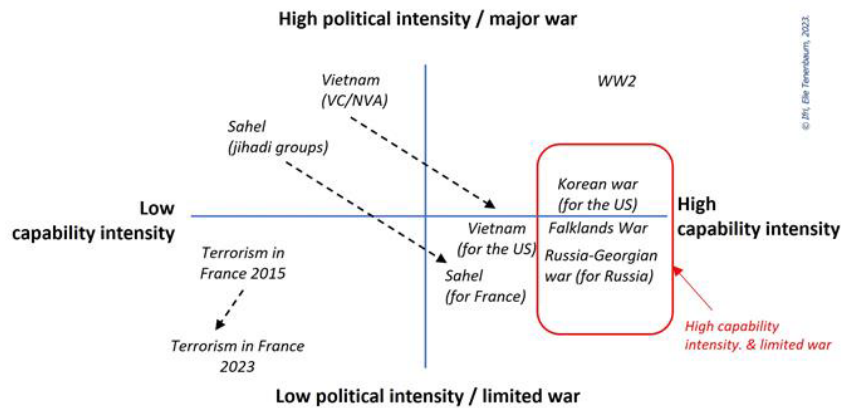 High political intensity / major war
© Ifri, Elie Tenenbaum, 2023.
Vietnam
(VC/NVA)
WW2
Sahel
(jihadi groups)
Korean war
(for the US)
Low
capability intensity
High
capability intensity
Vietnam
(for the US)
Falklands War
Terrorism in
France 2015
Russia-Georgian
war (for Russia)
Sahel
(for France)
High capability
intensity. & limited war
Terrorism in France
2023
Low political intensity / limited war